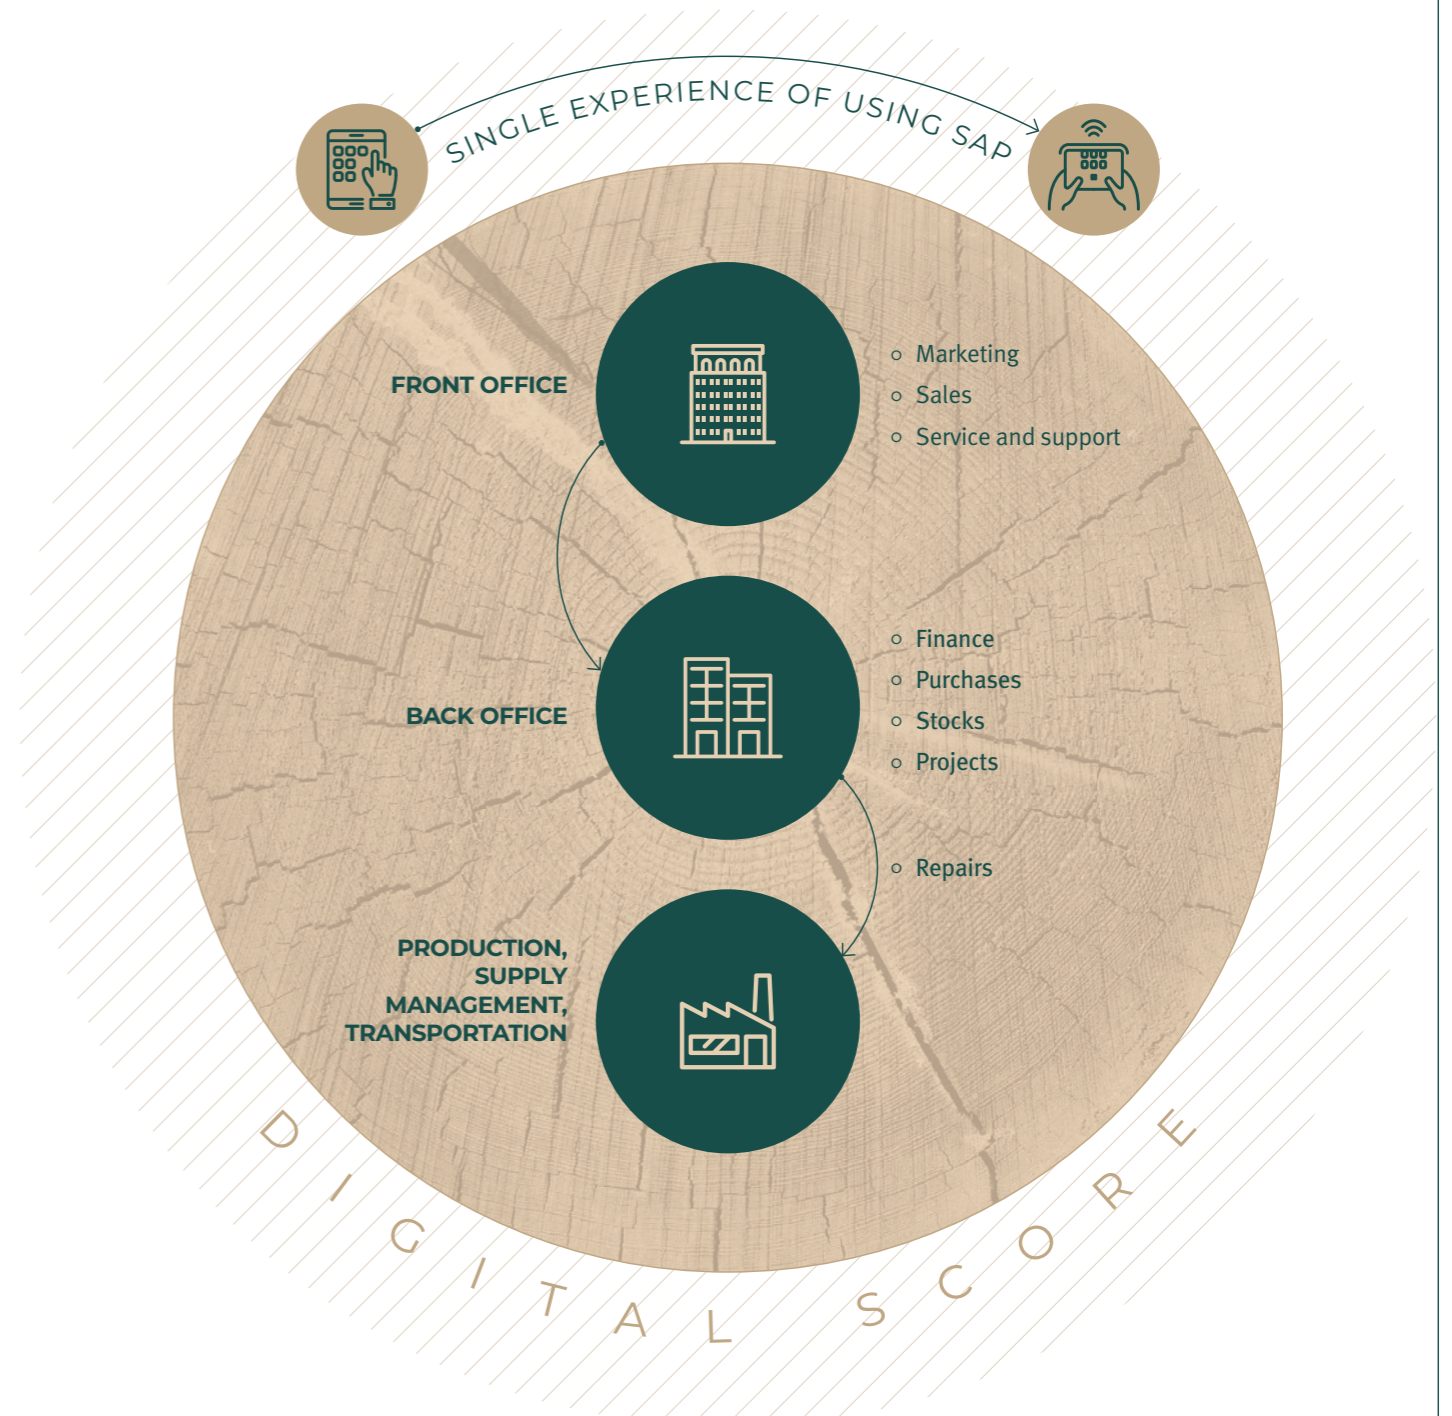 SINGLE EXPERIENCE OF USING SAP
FRONT OFFICE
Marketing
Sales
Service and support
BACK OFFICE
Finance
Purchases
Stocks
Projects
Repairs
PRODUCTION,
SUPPLY
MANAGEMENT,
TRANSPORTATION
DIGITAL SCORE